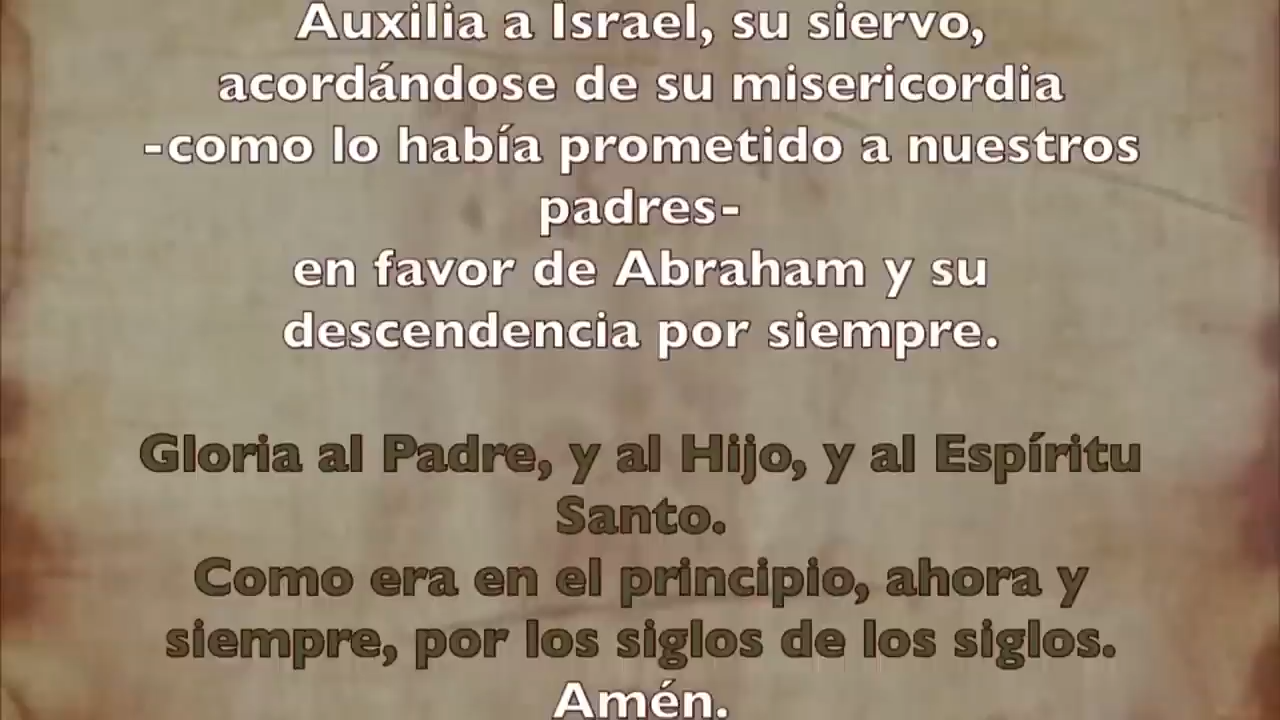 Auxilia a Israel, su siervo,
acordándose de su misericordia
-como lo había prometido a nuestros
padres-
en favor de Abraham y su
descendencia por siempre.
Gloria al Padre, y al Hijo, y al Espíritu
Santo.
Como era en el principio, ahora y
siempre, por los siglos de los siglos.
Amén.